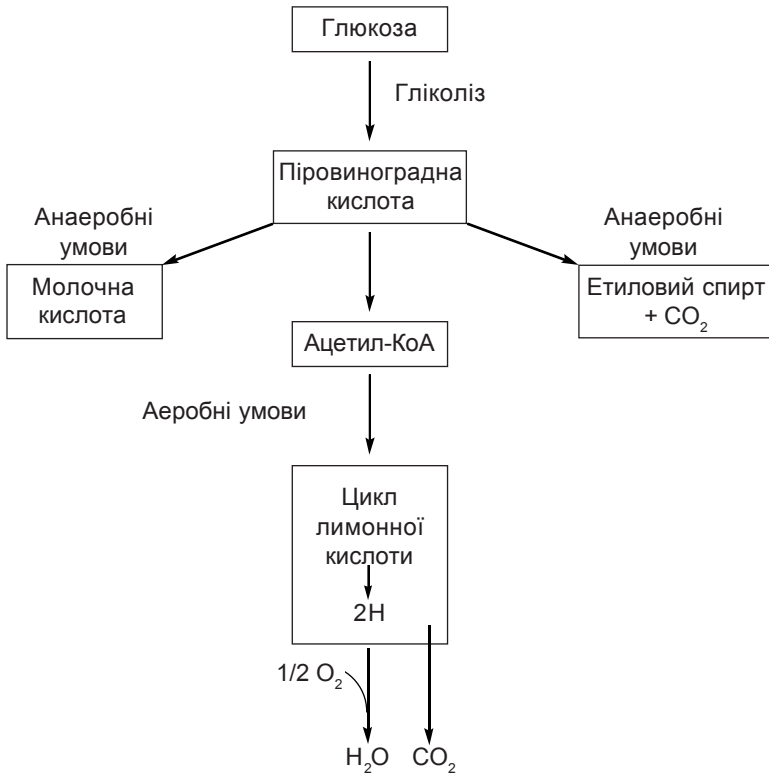 Глюкоза
Гліколіз
Піровиноградна
кислота
Анаеробні
умови
Анаеробні
умови
Молочна
кислота
Етиловий спирт
+ CO₂
Ацетил-КоА
Аеробні умови
Цикл
лимонної
кислоти
2H
1/2 O₂
H₂O
CO₂